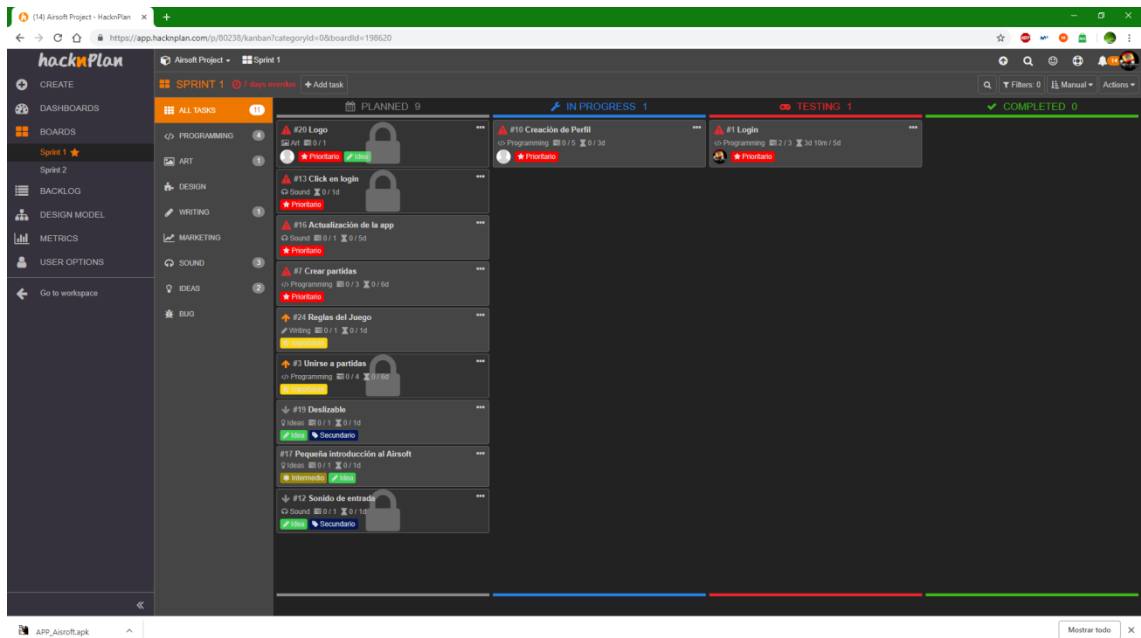 (14) Airsoft Project - HacknPlan
https://app.hacknplan.com/p/80238/kanban?categoryId=0&boardId=198620
hacknPlan
Airsoft Project
Sprint 1
CREATE
DASHBOARDS
BOARDS
Sprint 1
Sprint 2
BACKLOG
DESIGN MODEL
METRICS
USER OPTIONS
Go to workspace
SPRINT 1 7 days overdue + Add task
Filters: 0 Manual Actions
ALL TASKS 11
PROGRAMMING 4
ART 1
DESIGN
WRITING 1
MARKETING
SOUND 3
IDEAS 2
BUG
PLANNED 9
#20 Logo
Art 0 / 1
Prioritario Idea
#13 Click en login
Sound 0 / 1d
Prioritario
#16 Actualización de la app
Sound 0 / 1 0 / 5d
Prioritario
#7 Crear partidas
Programming 0 / 3 0 / 6d
Prioritario
#24 Reglas del Juego
Writing 0 / 1 0 / 1d
#3 Unirse a partidas
Programming 0 / 4 0 / 6d
#19 Deslizable
Ideas 0 / 1 0 / 1d
Idea Secundario
#17 Pequeña introducción al Airsoft
Ideas 0 / 1 0 / 1d
Intermedio Idea
#12 Sonido de entrada
Sound 0 / 1 0 / 1d
Idea Secundario
IN PROGRESS 1
#10 Creación de Perfil
Programming 0 / 5 0 / 3d
Prioritario
TESTING 1
#1 Login
Programming 2 / 3 3d 10m / 5d
Prioritario
COMPLETED 0
APP_Aisroft.apk
Mostrar todo